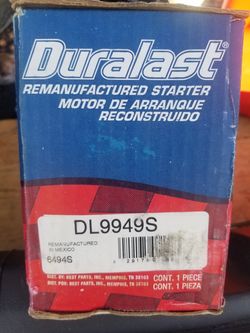 Duralast
REMANUFACTURED STARTER
MOTOR DE ARRANQUE
RECONSTRUIDO
DL9949S
REMANUFACTURED
IN MEXICO
6494S
DIST. BY: BEST PARTS, INC., MEMPHIS, TN 38103
CONT. 1 PIECE
DIST. POR: BEST PARTS, INC., MEMPHIS, TN 38103
CONT. 1 PIEZA